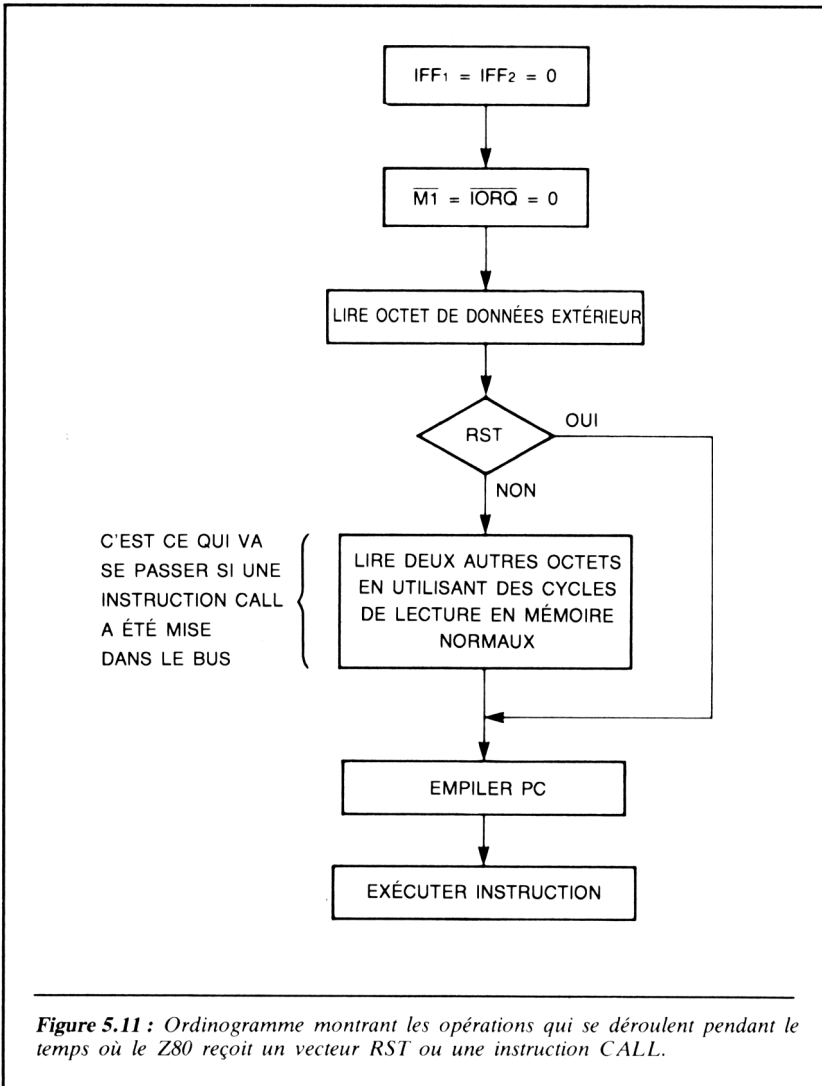 IFF1 = IFF2 = 0
M1 = IORQ = 0
LIRE OCTET DE DONNÉES EXTÉRIEUR
RST
OUI
NON
C'EST CE QUI VA
SE PASSER SI UNE
INSTRUCTION CALL
A ÉTÉ MISE
DANS LE BUS
LIRE DEUX AUTRES OCTETS
EN UTILISANT DES CYCLES
DE LECTURE EN MÉMOIRE
NORMAUX
EMPILER PC
EXÉCUTER INSTRUCTION
Figure 5.11 : Ordinogramme montrant les opérations qui se déroulent pendant le
temps où le Z80 reçoit un vecteur RST ou une instruction CALL.